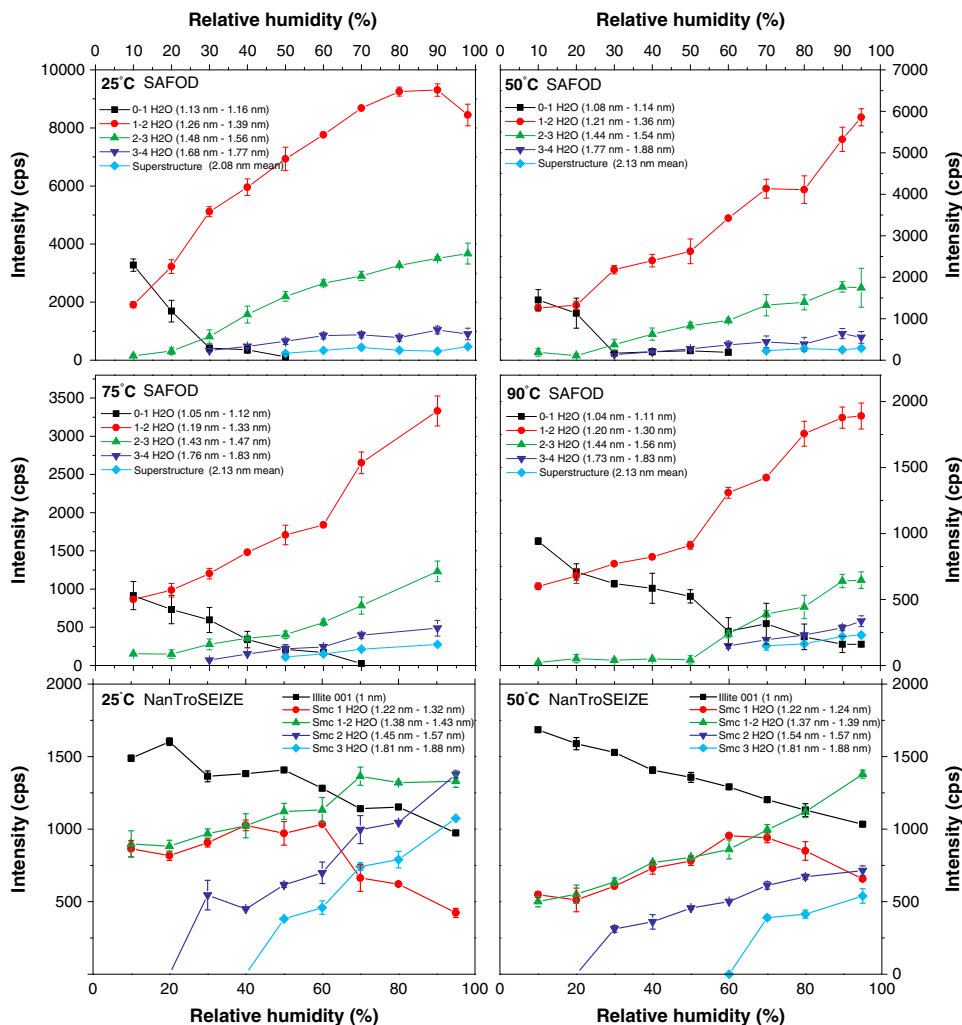 Relative humidity (%)
Relative humidity (%)
0 10 20 30 40 50 60 70 80 90 100
0 10 20 30 40 50 60 70 80 90 100
Intensity (cps)
10000
8000
6000
4000
2000
0
25°C SAFOD
0-1 H2O (1.13 nm - 1.16 nm)
1-2 H2O (1.26 nm - 1.39 nm)
2-3 H2O (1.48 nm - 1.56 nm)
3-4 H2O (1.68 nm - 1.77 nm)
Superstructure (2.08 nm mean)
50°C SAFOD
0-1 H2O (1.08 nm - 1.14 nm)
1-2 H2O (1.21 nm - 1.36 nm)
2-3 H2O (1.44 nm - 1.54 nm)
3-4 H2O (1.77 nm - 1.88 nm)
Superstructure (2.13 nm mean)
7000
6000
5000
4000
3000
2000
1000
0
Intensity (cps)
Intensity (cps)
3500
3000
2500
2000
1500
1000
500
0
75°C SAFOD
0-1 H2O (1.05 nm - 1.12 nm)
1-2 H2O (1.19 nm - 1.33 nm)
2-3 H2O (1.43 nm - 1.47 nm)
3-4 H2O (1.76 nm - 1.83 nm)
Superstructure (2.13 nm mean)
90°C SAFOD
0-1 H2O (1.04 nm - 1.11 nm)
1-2 H2O (1.20 nm - 1.30 nm)
2-3 H2O (1.44 nm - 1.56 nm)
3-4 H2O (1.73 nm - 1.83 nm)
Superstructure (2.13 nm mean)
2000
1500
1000
500
0
Intensity (cps)
Intensity (cps)
2000
1500
1000
500
25°C NanTroSEIZE
Illite 001 (1 nm)
Smc 1 H2O (1.22 nm - 1.32 nm)
Smc 1-2 H2O (1.38 nm - 1.43 nm)
Smc 2 H2O (1.45 nm - 1.57 nm)
Smc 3 H2O (1.81 nm - 1.88 nm)
50°C NanTroSEIZE
Illite 001 (1 nm)
Smc 1 H2O (1.22 nm - 1.24 nm)
Smc 1-2 H2O (1.37 nm - 1.39 nm)
Smc 2 H2O (1.54 nm - 1.57 nm)
Smc 3 H2O (1.81 nm - 1.88 nm)
2000
1500
1000
500
0
Intensity (cps)
0 20 40 60 80 100
0 20 40 60 80 100
Relative humidity (%)
Relative humidity (%)